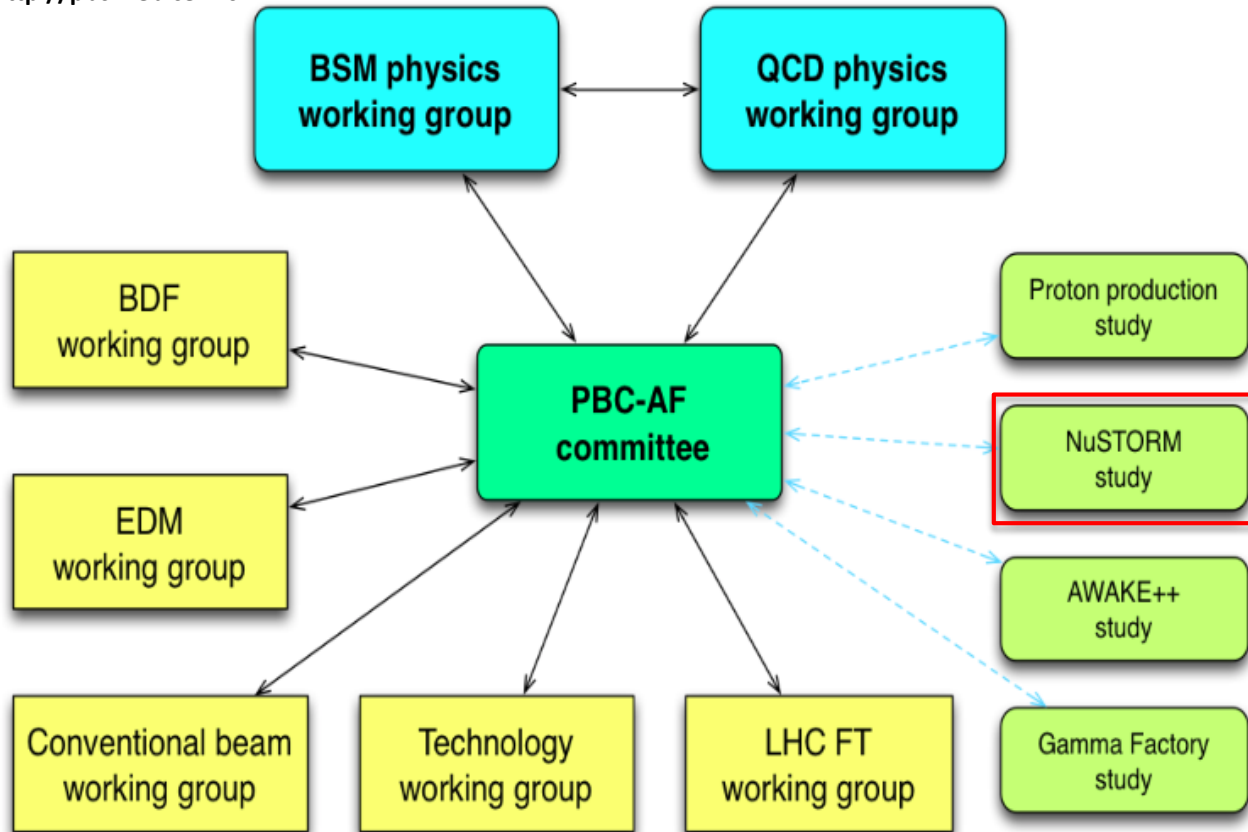 BSM physics
working group
QCD physics
working group
BDF
working group
PBC-AF
committee
Proton production
study
NuSTORM
study
EDM
working group
AWAKE++
study
Conventional beam
working group
Technology
working group
LHC FT
working group
Gamma Factory
study